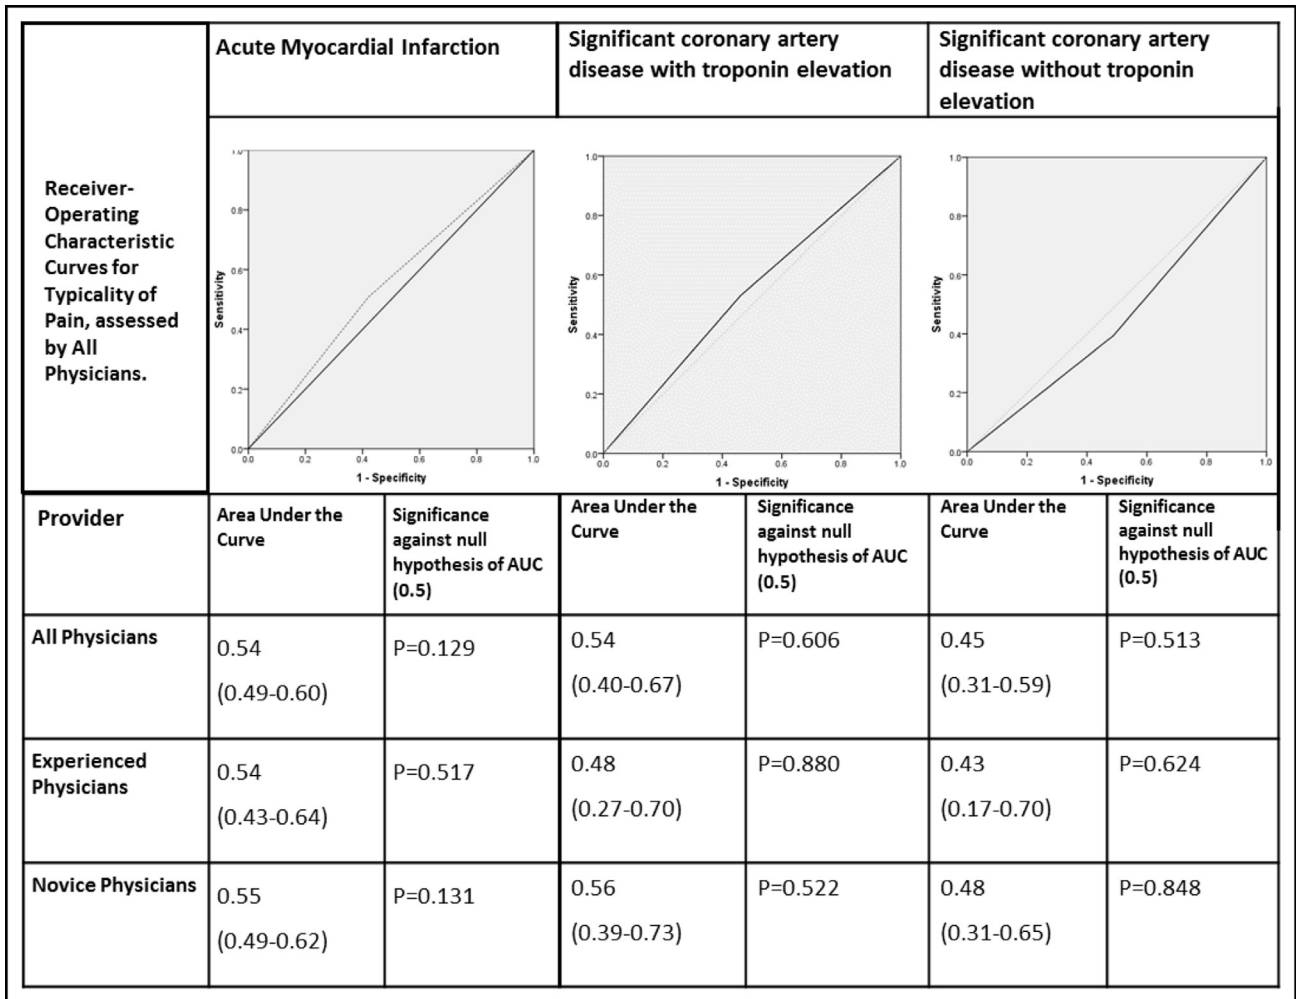 Acute Myocardial Infarction
Significant coronary artery
disease with troponin elevation
Significant coronary artery
disease without troponin
elevation
Receiver-
Operating
Characteristic
Curves for
Typicality of
Pain, assessed
by All
Physicians.
Sensitivity
1.0
0.8
0.6
0.4
0.2
0.0
0.0 0.2 0.4 0.6 0.8 1.0
1 - Specificity
Sensitivity
1.0
0.8
0.6
0.4
0.2
0.0
0.0 0.2 0.4 0.6 0.8 1.0
1 - Specificity
Sensitivity
1.0
0.8
0.6
0.4
0.2
0.0
0.0 0.2 0.4 0.6 0.8 1.0
1 - Specificity
Provider
Area Under the
Curve
Significance
against null
hypothesis of AUC
(0.5)
Area Under the
Curve
Significance
against null
hypothesis of AUC
(0.5)
Area Under the
Curve
Significance
against null
hypothesis of AUC
(0.5)
All Physicians
0.54
(0.49-0.60)
P=0.129
0.54
(0.40-0.67)
P=0.606
0.45
(0.31-0.59)
P=0.513
Experienced
Physicians
0.54
(0.43-0.64)
P=0.517
0.48
(0.27-0.70)
P=0.880
0.43
(0.17-0.70)
P=0.624
Novice Physicians
0.55
(0.49-0.62)
P=0.131
0.56
(0.39-0.73)
P=0.522
0.48
(0.31-0.65)
P=0.848